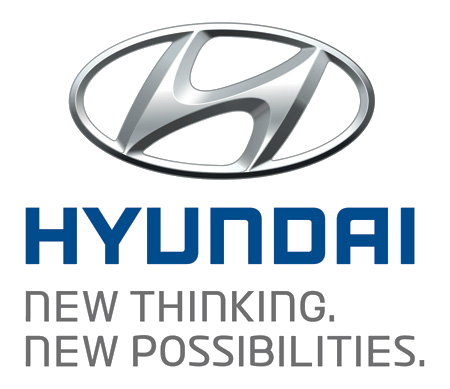 HYUNDAI
NEW THINKING.
NEW POSSIBILITIES.